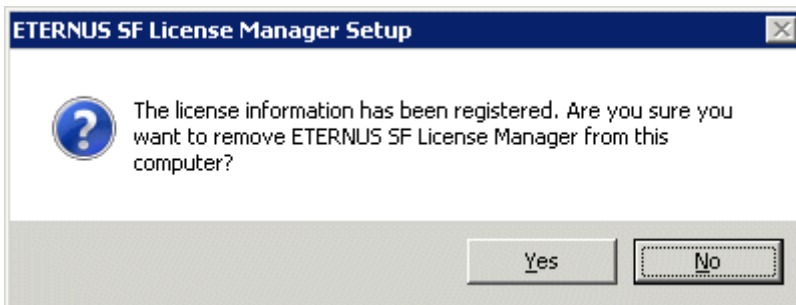 ETERNUS SF License Manager Setup
The license information has been registered. Are you sure you
want to remove ETERNUS SF License Manager from this
computer?
Yes
No